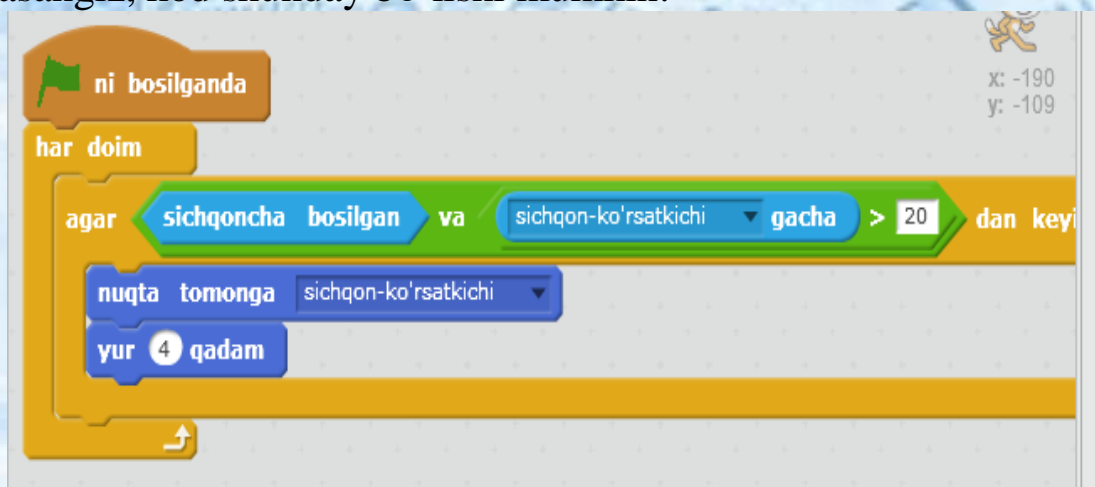 ni bosilganda
x: -190
y: -109
har doim
agar sichqoncha bosilgan va sichqon-ko'rsatkichi gacha > 20 dan keyi
nuqta tomonga sichqon-ko'rsatkichi
yur 4 qadam